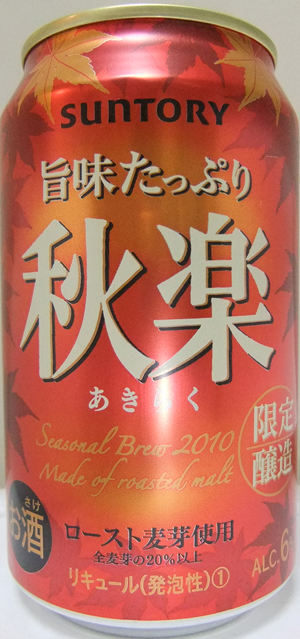 SUNTORY
旨味たっぷり
秋楽
あきらく
Seasonal Brew 2010
Made of roasted malt
限定
醸造
さけ
お酒
ロースト麦芽使用
全麦芽の20%以上
リキュール(発泡性)①
ALC.6